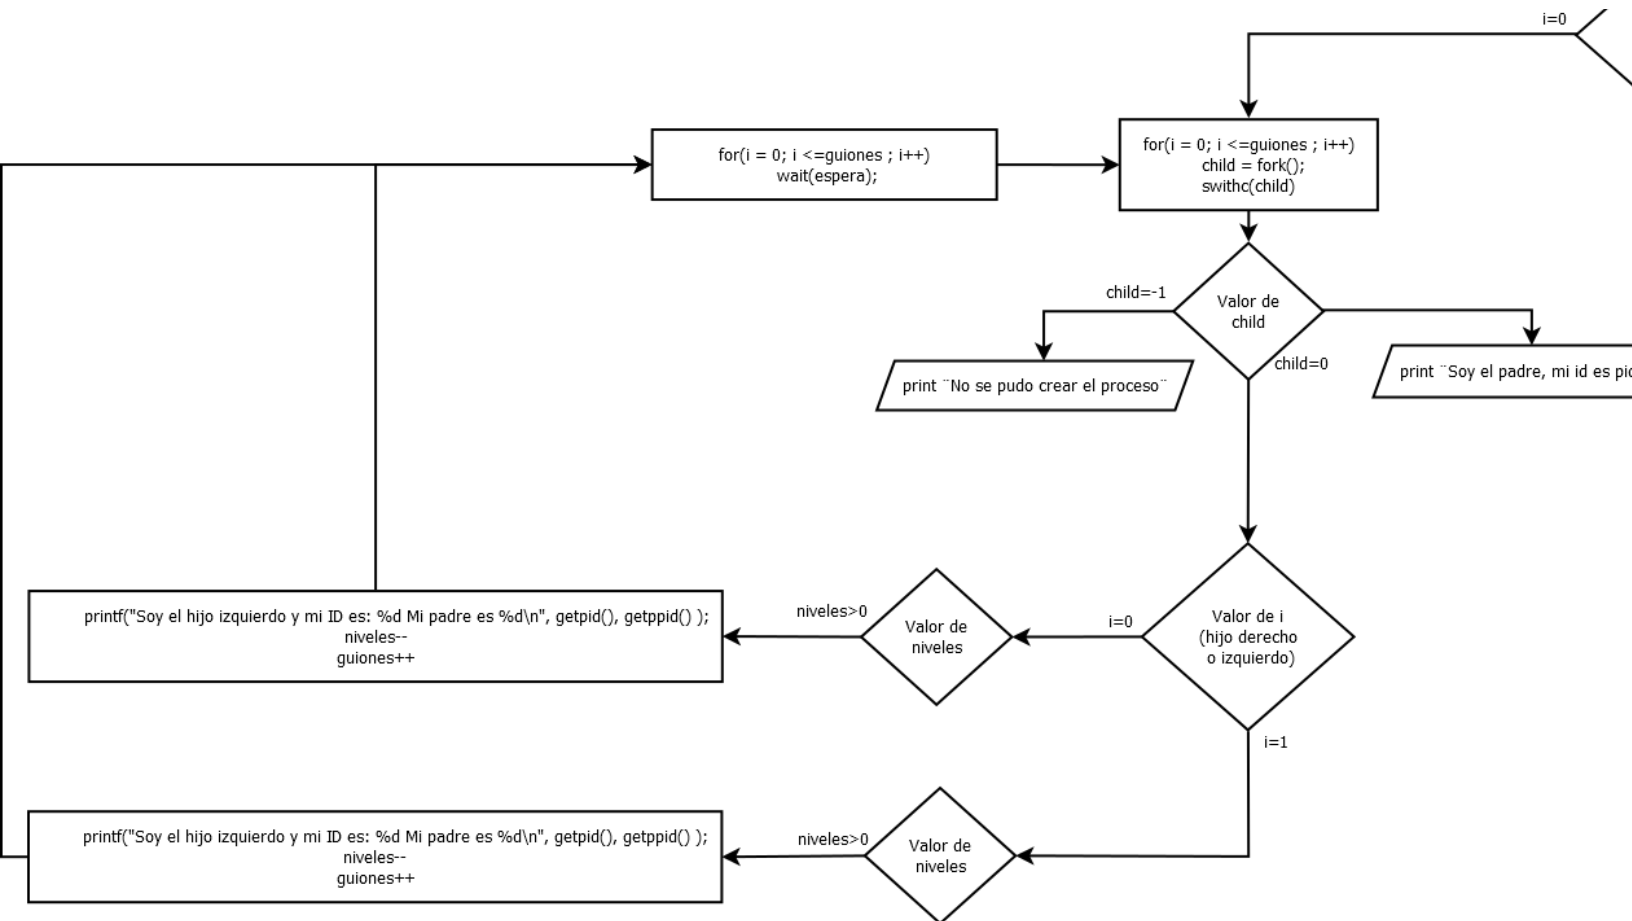 i=0
for(i = 0; i <=guiones ; i++)
wait(espera);
for(i = 0; i <=guiones ; i++)
child = fork();
swithc(child)
child=-1
Valor de
child
child=0
print ¨No se pudo crear el proceso¨
print ¨Soy el padre, mi id es
niveles>0
Valor de
niveles
i=0
Valor de i
(hijo derecho
o izquierdo)
printf("Soy el hijo izquierdo y mi ID es: %d Mi padre es %d\n", getpid(), getppid() );
niveles--
guiones++
i=1
niveles>0
Valor de
niveles
printf("Soy el hijo izquierdo y mi ID es: %d Mi padre es %d\n", getpid(), getppid() );
niveles--
guiones++